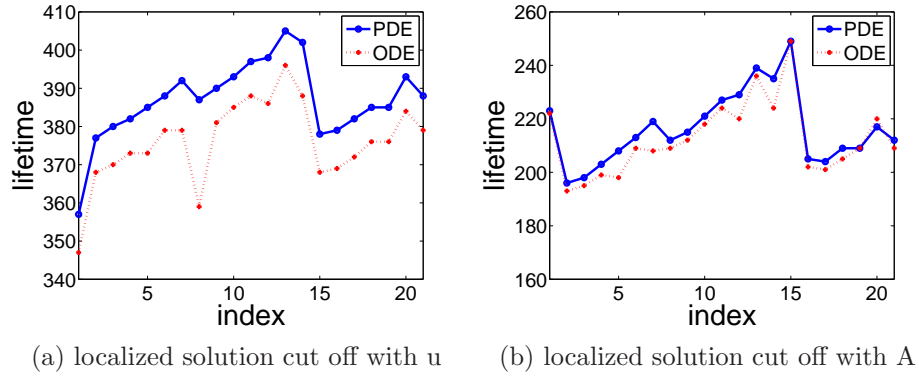 PDE
ODE
lifetime
410
400
390
380
370
360
350
340
5
10
15
20
index
(a) localized solution cut off with u
PDE
ODE
lifetime
260
240
220
200
180
160
5
10
15
20
index
(b) localized solution cut off with A